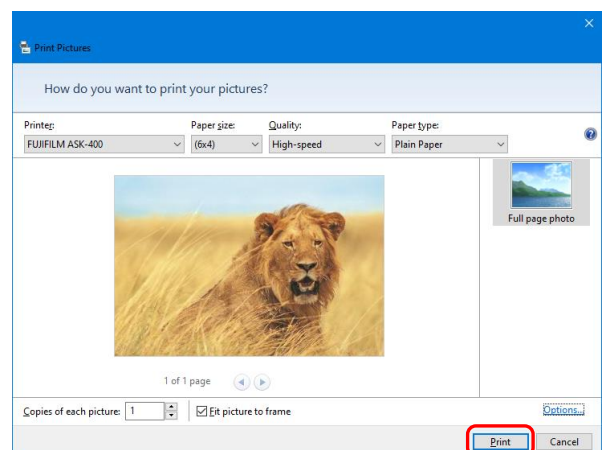 Print Pictures
How do you want to print your pictures?
Printer: Paper size: Quality: Paper type:
FUJIFILM ASK-400 (6x4) High-speed Plain Paper
Full page photo
1 of 1 page
Copies of each picture: 1 Fit picture to frame Options...
Print Cancel